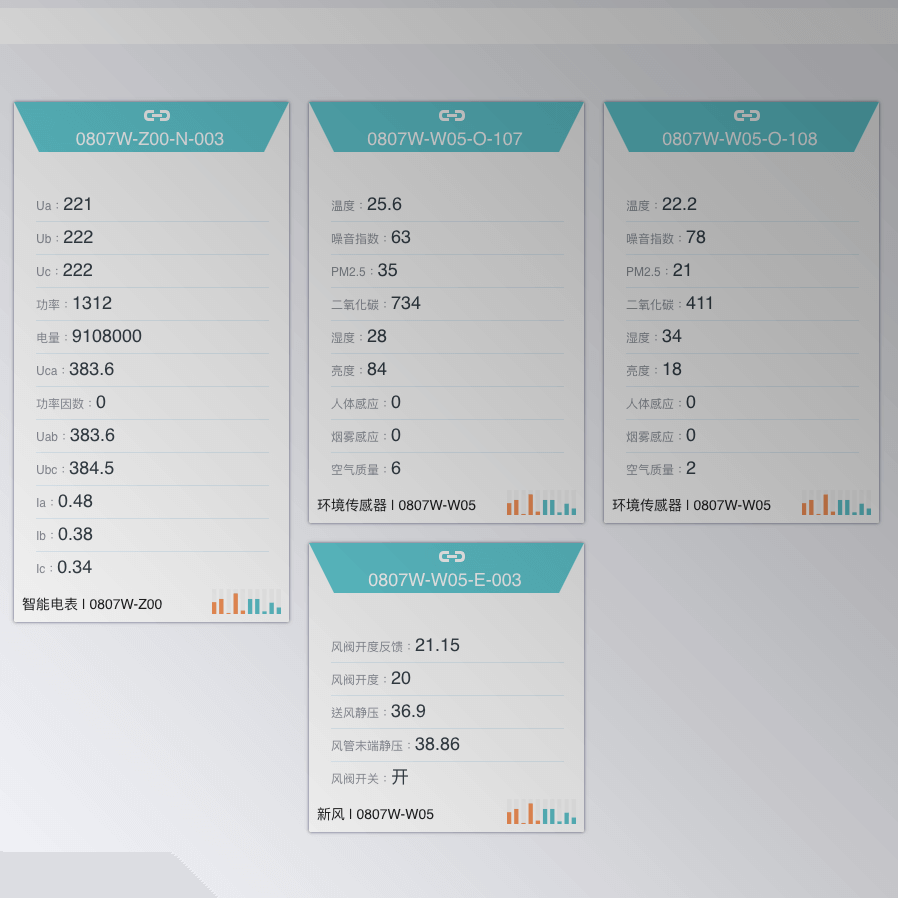 0807W-Z00-N-003
Ua：221
Ub：222
Uc：222
功率：1312
电量：9108000
Uca：383.6
功率因数：0
Uab：383.6
Ubc：384.5
Ia：0.48
Ib：0.38
Ic：0.34
智能电表 I 0807W-Z00
0807W-W05-O-107
温度：25.6
噪音指数：63
PM2.5：35
二氧化碳：734
湿度：28
亮度：84
人体感应：0
烟雾感应：0
空气质量：6
环境传感器 I 0807W-W05
0807W-W05-O-108
温度：22.2
噪音指数：78
PM2.5：21
二氧化碳：411
湿度：34
亮度：18
人体感应：0
烟雾感应：0
空气质量：2
环境传感器 I 0807W-W05
0807W-W05-E-003
风阀开度反馈：21.15
风阀开度：20
送风静压：36.9
风管末端静压：38.86
风阀开关：开
新风 I 0807W-W05